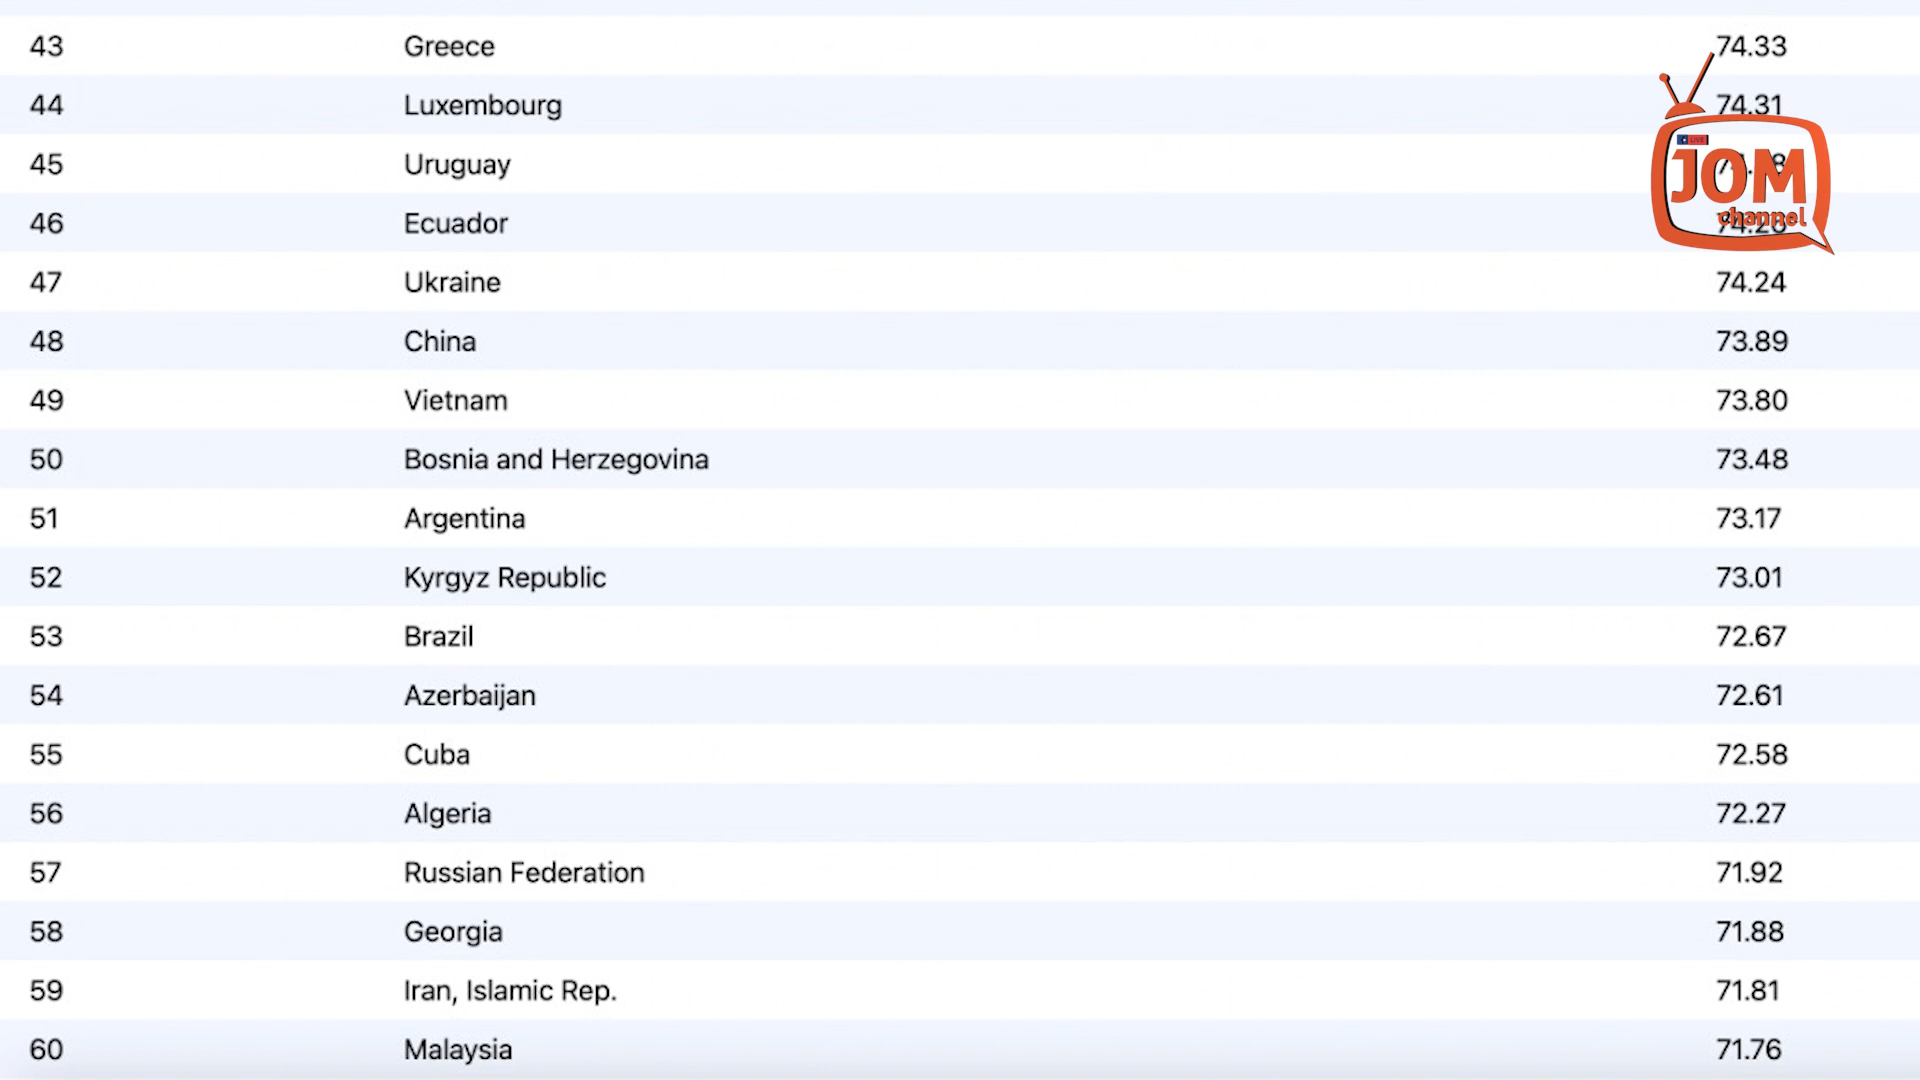 43 Greece 74.33
44 Luxembourg 74.31
45 Uruguay
46 Ecuador
47 Ukraine 74.24
48 China 73.89
49 Vietnam 73.80
50 Bosnia and Herzegovina 73.48
51 Argentina 73.17
52 Kyrgyz Republic 73.01
53 Brazil 72.67
54 Azerbaijan 72.61
55 Cuba 72.58
56 Algeria 72.27
57 Russian Federation 71.92
58 Georgia 71.88
59 Iran, Islamic Rep. 71.81
60 Malaysia 71.76
LIVE
JOM
channel